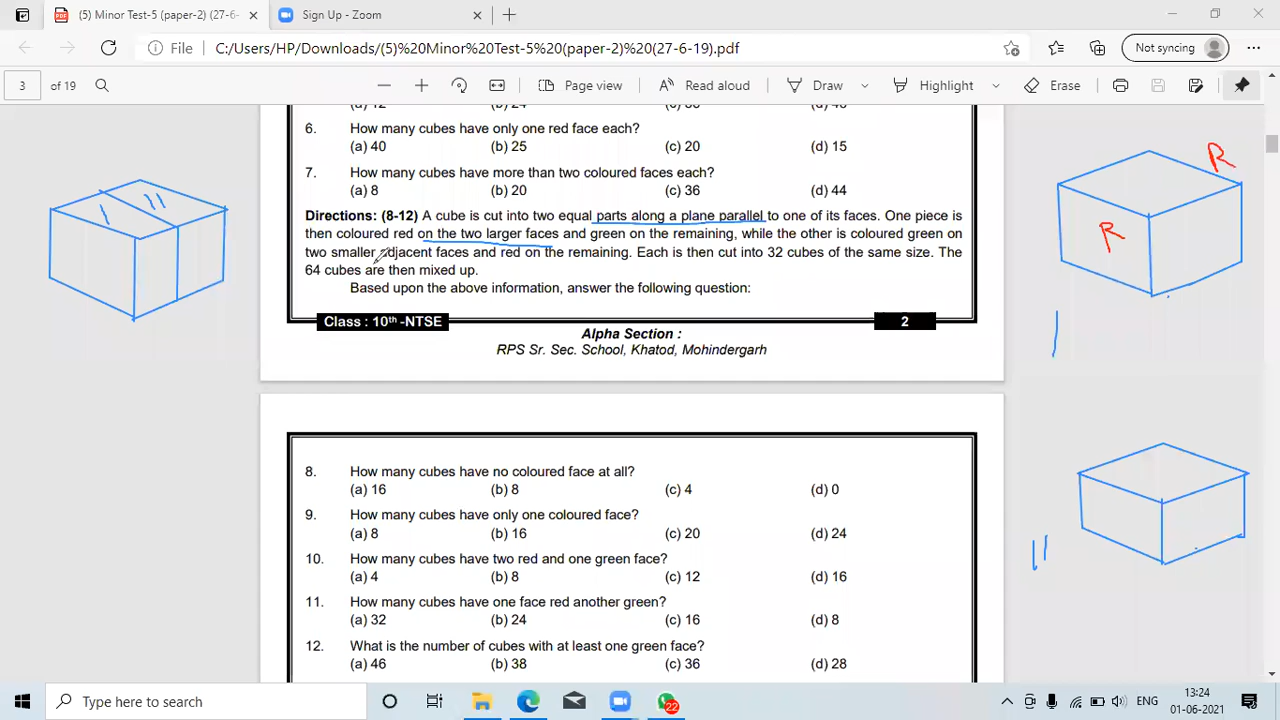 (5) Minor Test-5 (paper-2) (27-6-
Sign Up - Zoom
File
C:/Users/HP/Downloads/(5)%20Minor%20Test-5%20(paper-2)%20(27-6-19).pdf
Not syncing
3 of 19
Page view
Read aloud
Draw
Highlight
Erase
6. How many cubes have only one red face each?
(a) 40 (b) 25 (c) 20 (d) 15
7. How many cubes have more than two coloured faces each?
(a) 8 (b) 20 (c) 36 (d) 44
Directions: (8-12) A cube is cut into two equal parts along a plane parallel to one of its faces. One piece is
then coloured red on the two larger faces and green on the remaining, while the other is coloured green on
two smaller adjacent faces and red on the remaining. Each is then cut into 32 cubes of the same size. The
64 cubes are then mixed up.
Based upon the above information, answer the following question:
Class : 10th -NTSE
2
Alpha Section :
RPS Sr. Sec. School, Khatod, Mohindergarh
8. How many cubes have no coloured face at all?
(a) 16 (b) 8 (c) 4 (d) 0
9. How many cubes have only one coloured face?
(a) 8 (b) 16 (c) 20 (d) 24
10. How many cubes have two red and one green face?
(a) 4 (b) 8 (c) 12 (d) 16
11. How many cubes have one face red another green?
(a) 32 (b) 24 (c) 16 (d) 8
12. What is the number of cubes with at least one green face?
(a) 46 (b) 38 (c) 36 (d) 28
I II
R
R
I
II
Type here to search
22
ENG
13:24
01-06-2021